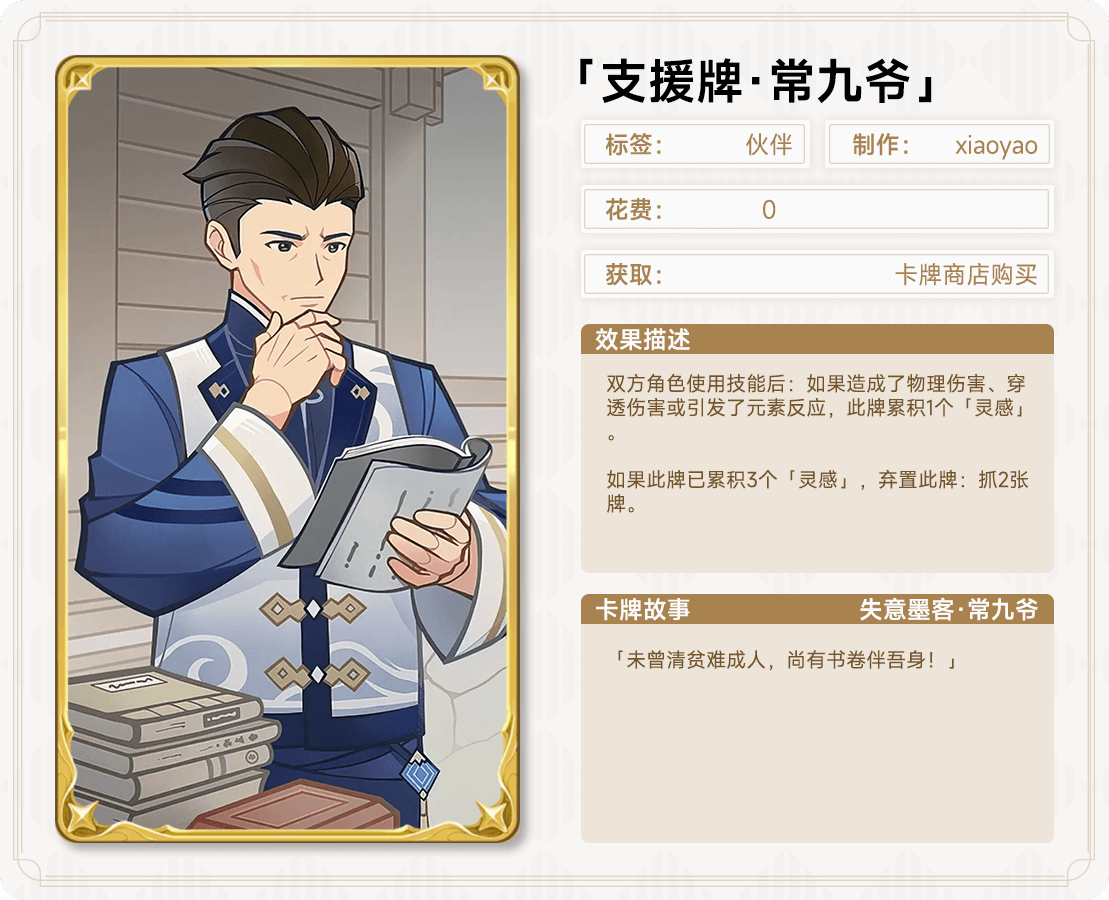 「支援牌·常九爷」
标签： 伙伴 制作： xiaoyao
花费： 0
获取： 卡牌商店购买
效果描述
双方角色使用技能后：如果造成了物理伤害、穿
透伤害或引发了元素反应，此牌累积1个「灵感」
。
如果此牌已累积3个「灵感」，弃置此牌：抓2张
牌。
卡牌故事 失意墨客·常九爷
「未曾清贫难成人，尚有书卷伴吾身！」